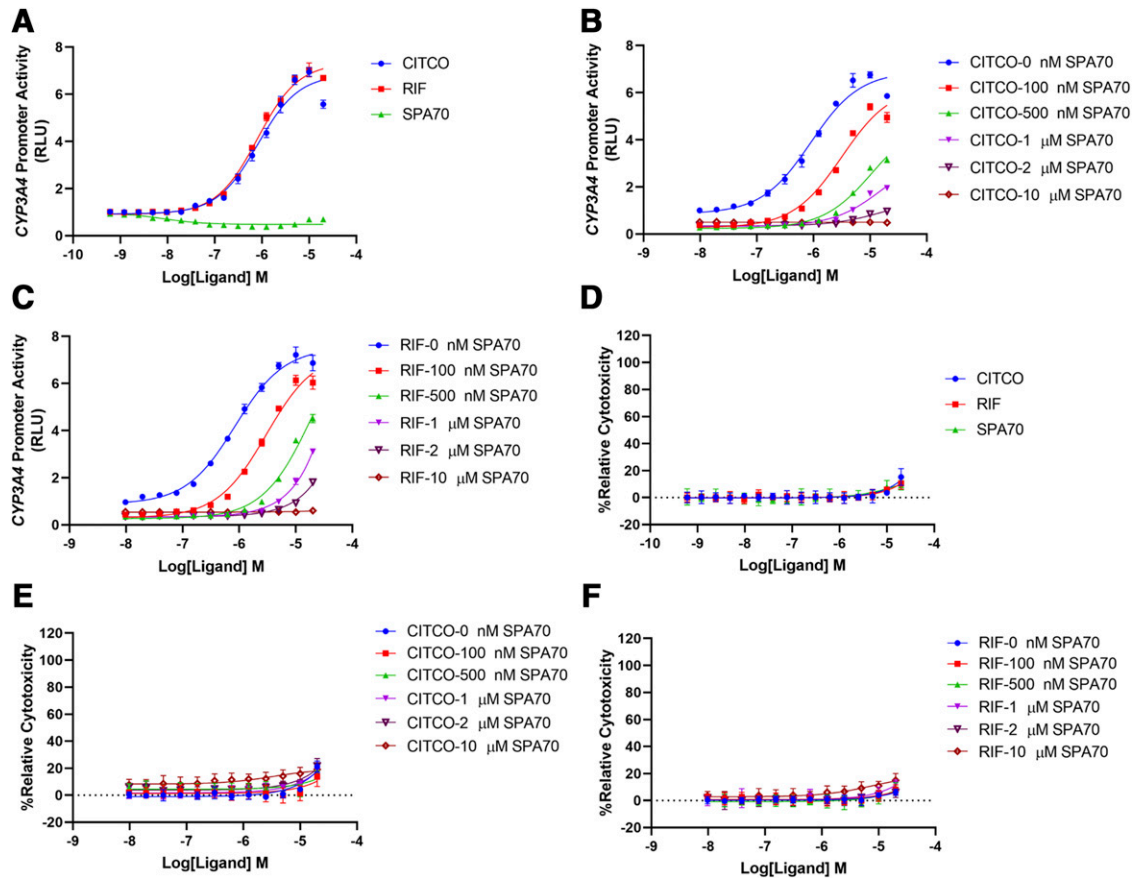 A
CYP3A4 Promoter Activity
(RLU)
8
6
4
2
0
-10 -9 -8 -7 -6 -5 -4
Log[Ligand] M
CITCO
RIF
SPA70
B
CYP3A4 Promoter Activity
(RLU)
8
6
4
2
0
-9 -8 -7 -6 -5 -4
Log[Ligand] M
CITCO-0 nM SPA70
CITCO-100 nM SPA70
CITCO-500 nM SPA70
CITCO-1 μM SPA70
CITCO-2 μM SPA70
CITCO-10 μM SPA70
C
CYP3A4 Promoter Activity
(RLU)
8
6
4
2
0
-9 -8 -7 -6 -5 -4
Log[Ligand] M
RIF-0 nM SPA70
RIF-100 nM SPA70
RIF-500 nM SPA70
RIF-1 μM SPA70
RIF-2 μM SPA70
RIF-10 μM SPA70
D
%Relative Cytotoxicity
120
100
80
60
40
20
0
-20
-10 -9 -8 -7 -6 -5 -4
Log[Ligand] M
CITCO
RIF
SPA70
E
%Relative Cytotoxicity
120
100
80
60
40
20
0
-20
-9 -8 -7 -6 -5 -4
Log[Ligand] M
CITCO-0 nM SPA70
CITCO-100 nM SPA70
CITCO-500 nM SPA70
CITCO-1 μM SPA70
CITCO-2 μM SPA70
CITCO-10 μM SPA70
F
%Relative Cytotoxicity
120
100
80
60
40
20
0
-20
-9 -8 -7 -6 -5 -4
Log[Ligand] M
RIF-0 nM SPA70
RIF-100 nM SPA70
RIF-500 nM SPA70
RIF-1 μM SPA70
RIF-2 μM SPA70
RIF-10 μM SPA70